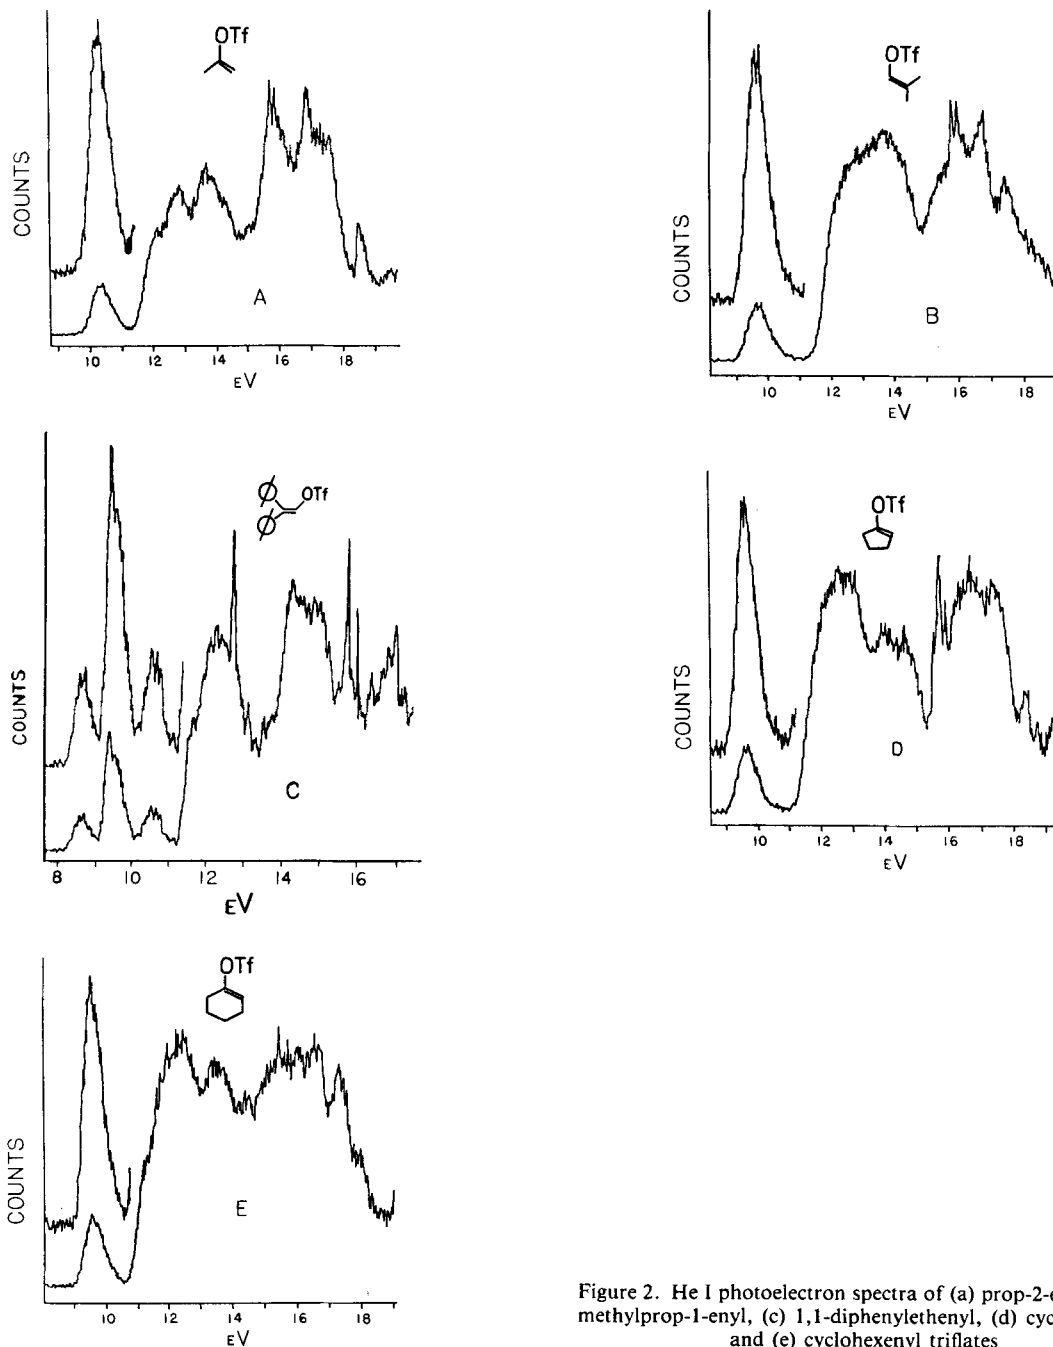 OTf
COUNTS
A
10 12 14 16 18
EV
OTf
COUNTS
B
10 12 14 16 18
EV
OTf
COUNTS
C
8 10 12 14 16
EV
OTf
COUNTS
D
10 12 14 16 18
EV
OTf
COUNTS
E
10 12 14 16 18
EV
Figure 2. He I photoelectron spectra of (a) prop-2-e
methylprop-1-enyl, (c) 1,1-diphenylethenyl, (d) cyc
and (e) cyclohexenyl triflates